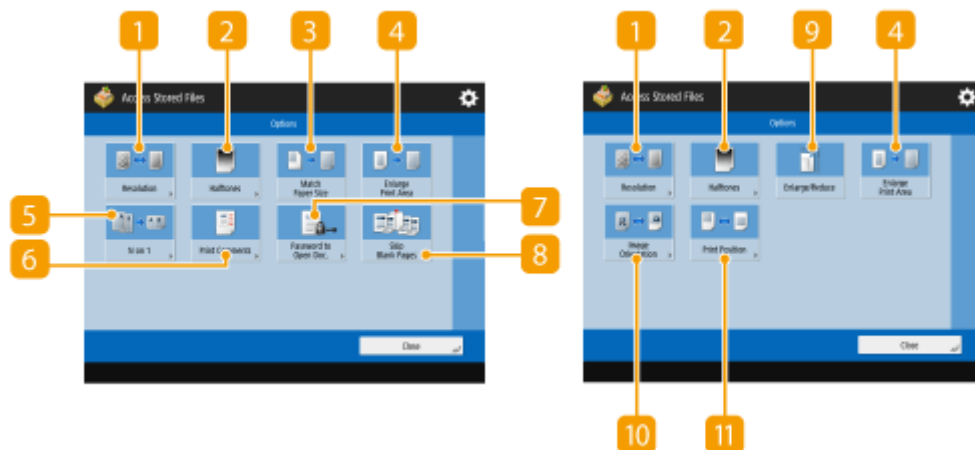 1 2 3 4
Access Stored Files
Options
Resolution
Halftones
Match
Paper Size
Enlarge
Print Area
5
N on 1
6
Print Comments
7
Password to
Open Doc.
8
Skip
Blank Pages
Close
1 2 9 4
Access Stored Files
Options
Resolution
Halftones
Enlarge/Reduce
Enlarge
Print Area
Image
Orientation
Print Position
Close
10 11